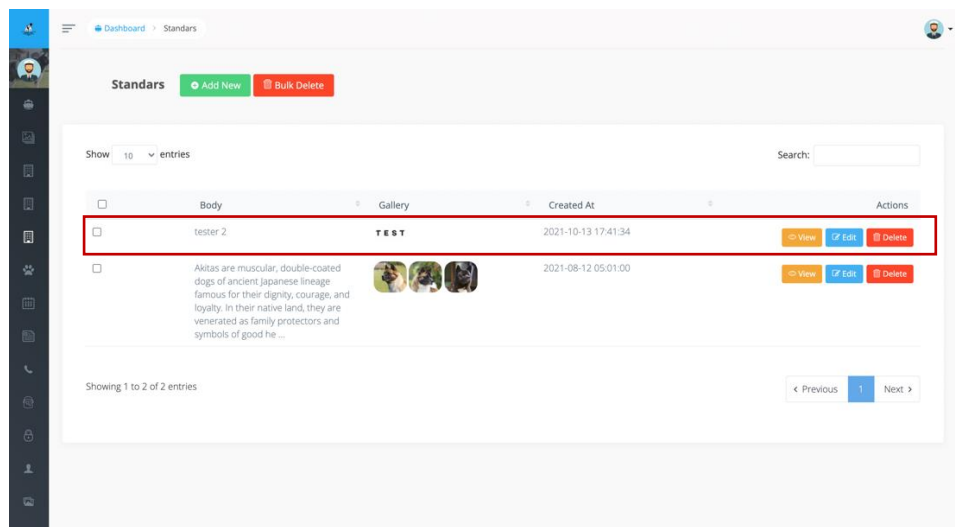 Dashboard > Standars
Standars Add New Bulk Delete
Show 10 entries Search:
Body Gallery Created At Actions
tester 2 TEST 2021-10-13 17:41:34 View Edit Delete
Akitas are muscular, double-coated 2021-08-12 05:01:00 View Edit Delete
dogs of ancient Japanese lineage
famous for their dignity, courage, and
loyalty. In their native land, they are
venerated as family protectors and
symbols of good he ...
Showing 1 to 2 of 2 entries ‹ Previous 1 Next ›